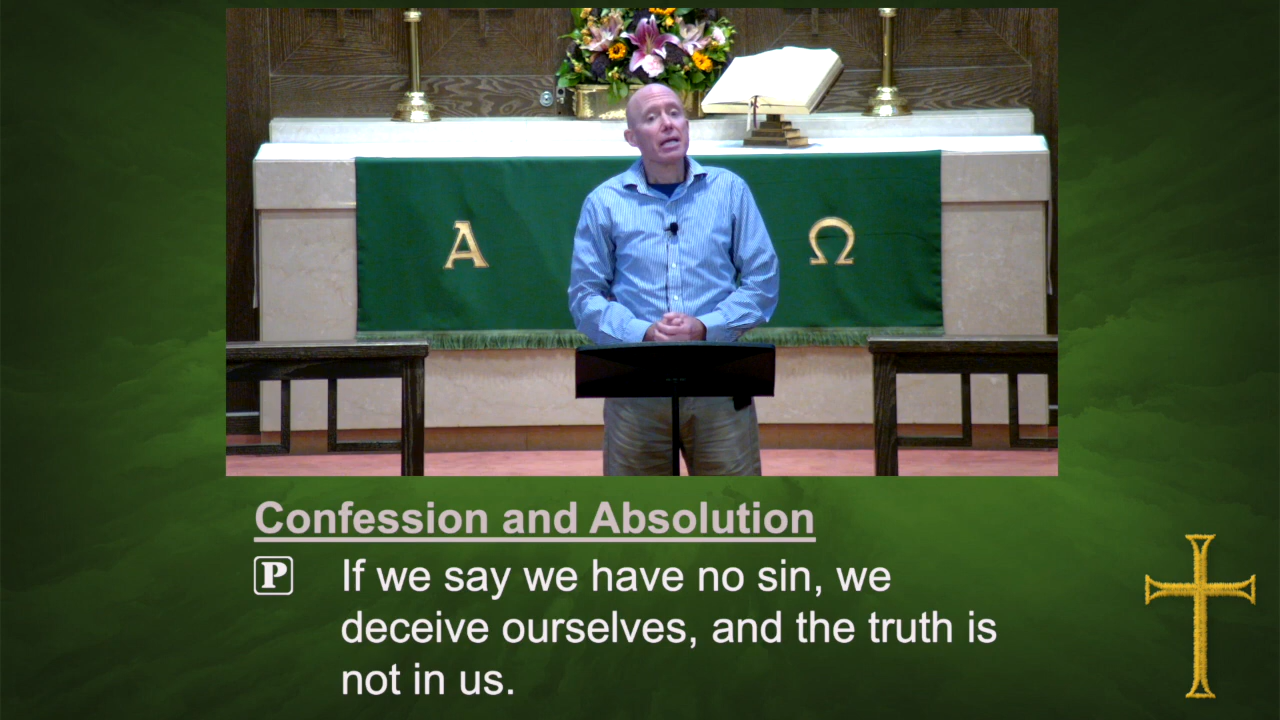 A Ω
Confession and Absolution
P If we say we have no sin, we
deceive ourselves, and the truth is
not in us.